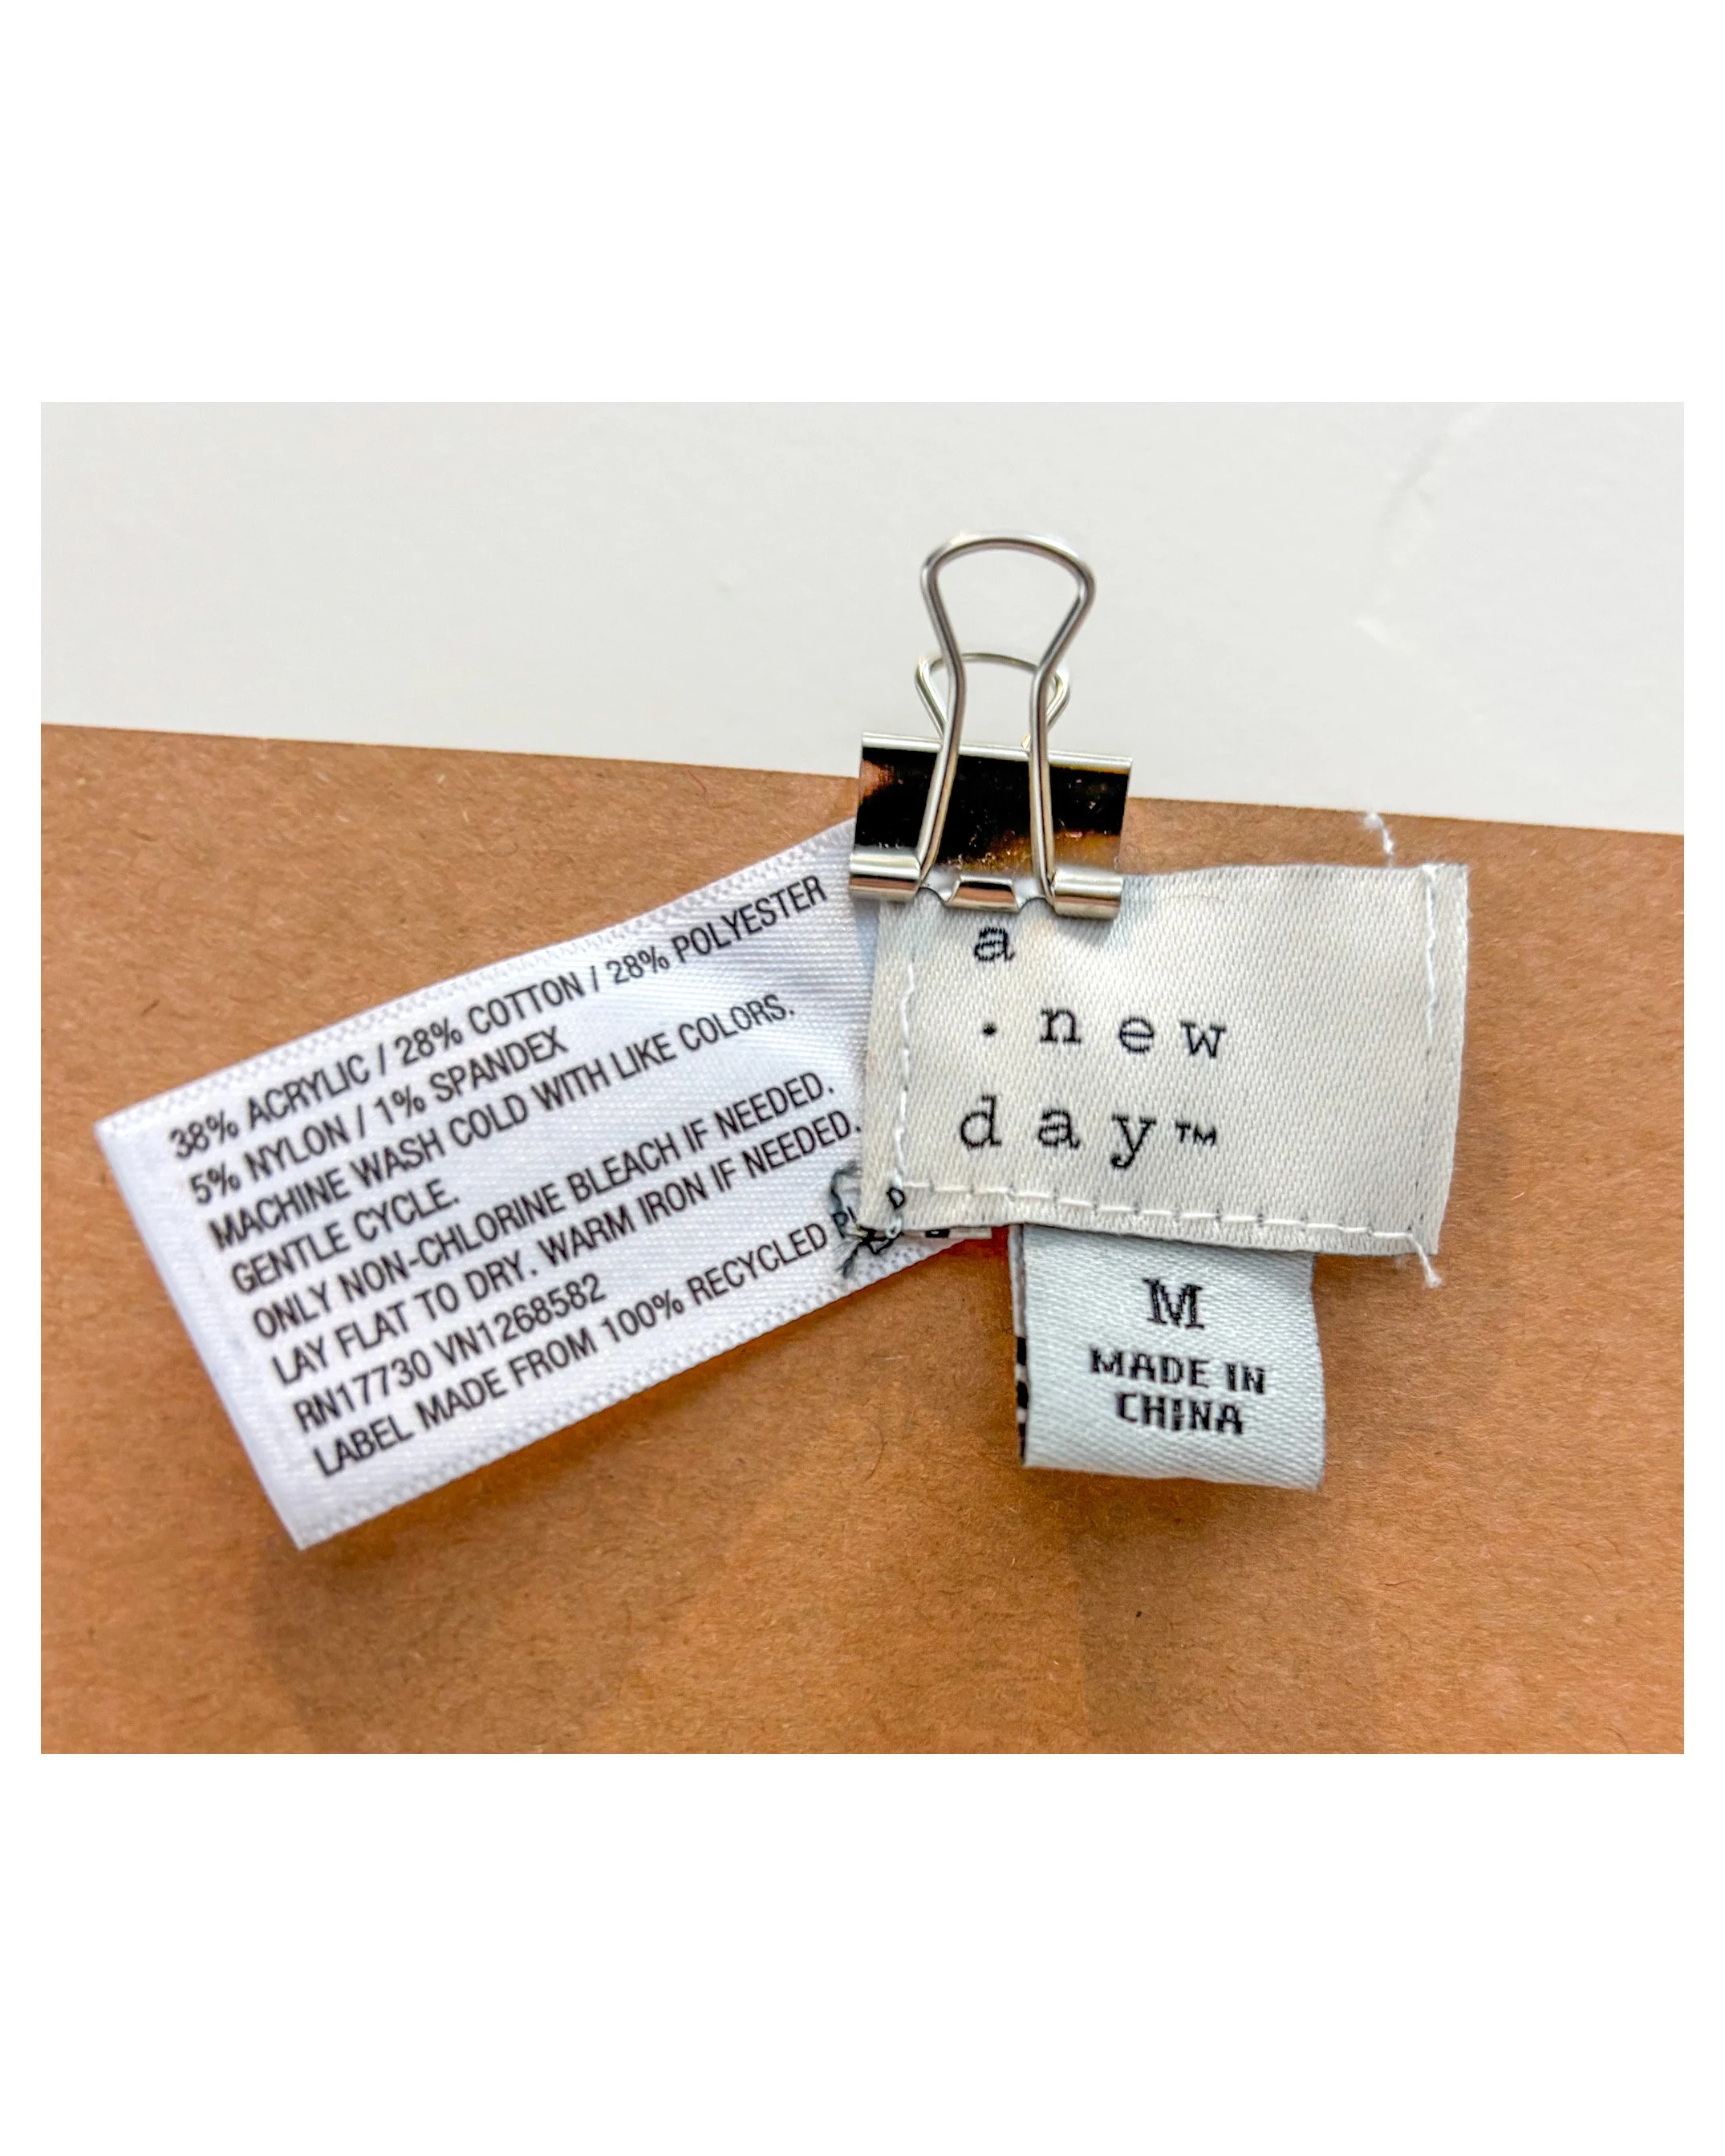 38% ACRYLIC / 28% COTTON / 28% POLYESTER
5% NYLON / 1% SPANDEX
MACHINE WASH COLD WITH LIKE COLORS.
GENTLE CYCLE.
ONLY NON-CHLORINE BLEACH IF NEEDED.
LAY FLAT TO DRY. WARM IRON IF NEEDED.
RN17730 VN1268582
LABEL MADE FROM 100% RECYCLED
a
. new
day™
M
MADE IN
CHINA